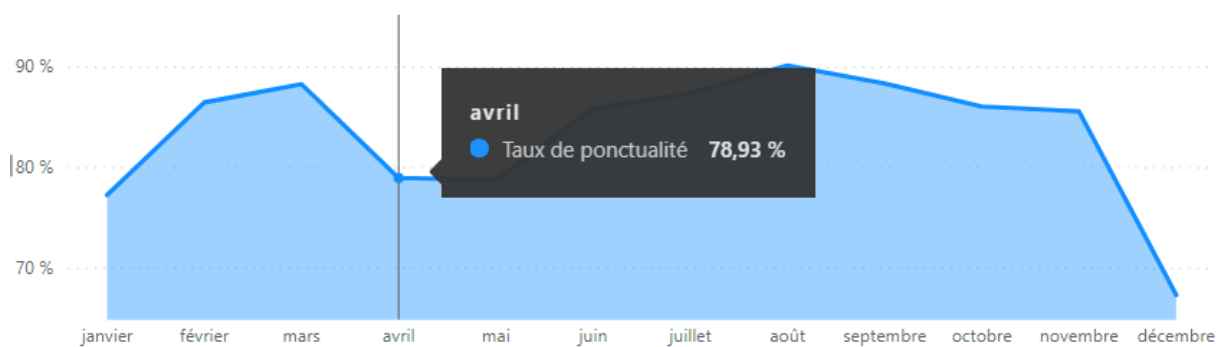 90 %
80 %
70 %
avril
Taux de ponctualité 78,93 %
janvier février mars avril mai juin juillet août septembre octobre novembre décembre